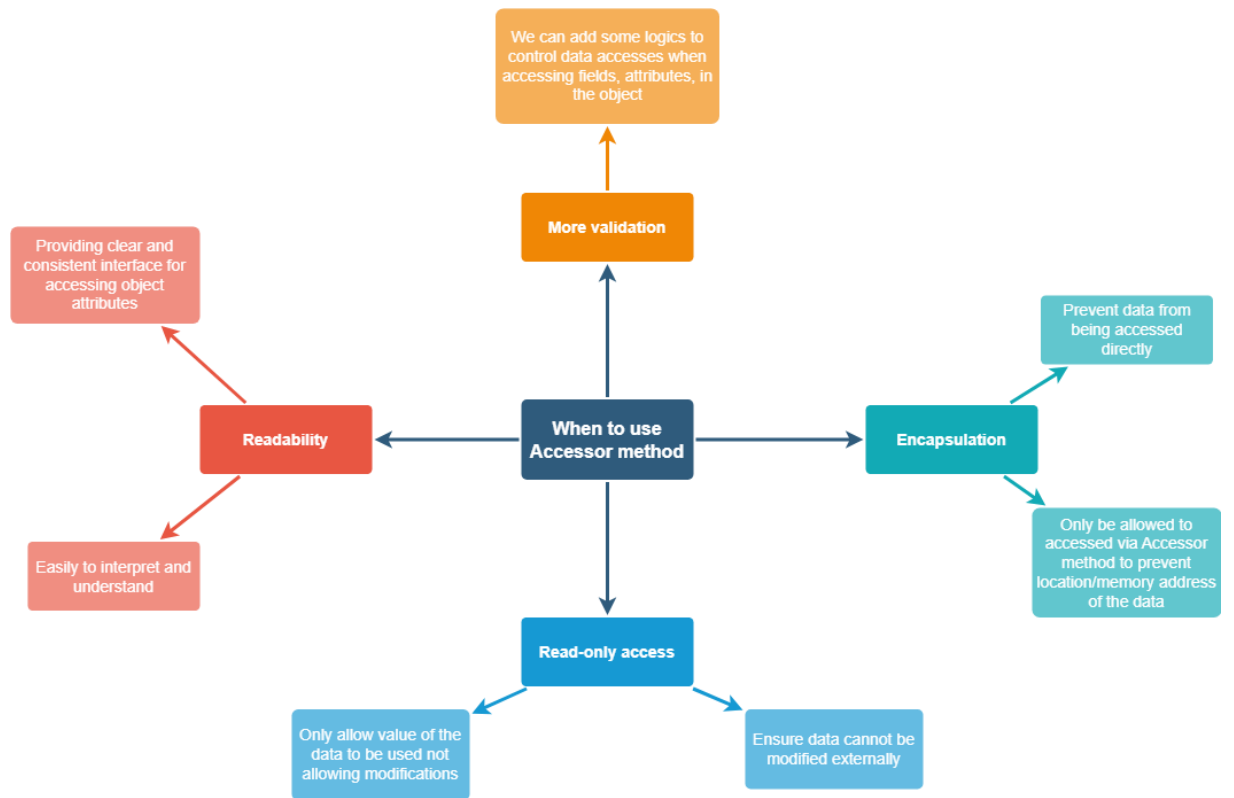 We can add some logics to
control data accesses when
accessing fields, attributes, in
the object
More validation
Providing clear and
consistent interface for
accessing object
attributes
Prevent data from
being accessed
directly
Readability
When to use
Accessor method
Encapsulation
Easily to interpret and
understand
Only be allowed to
accessed via Accessor
method to prevent
location/memory address
of the data
Read-only access
Only allow value of the
data to be used not
allowing modifications
Ensure data cannot be
modified externally